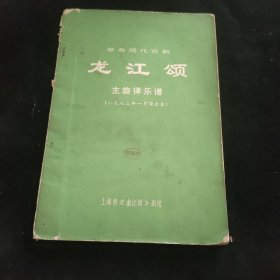 革命现代京剧
龙江颂
主旋律乐谱
(一九七二年一月演出本)
上海市《龙江颂》剧组